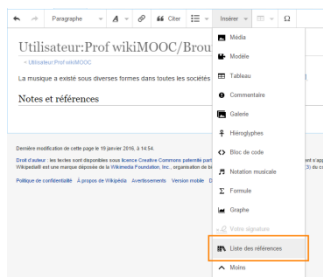 Paragraphe A Citer Insérer Ω
Utilisateur:Prof wikiMOOC/Brou
< Utilisateur:Prof wikiMOOC
La musique a existé sous diverses formes dans toutes les sociétés
Notes et références
Dernière modification de cette page le 19 janvier 2016, à 14:54.
Droit d'auteur : les textes sont disponibles sous licence Creative Commons paternité part
Wikipedia® est une marque déposée de la Wikimedia Foundation, Inc., organisation de bi
Politique de confidentialité À propos de Wikipédia Avertissements Version mobile
Média
Modèle
Tableau
Commentaire
Galerie
Hiéroglyphes
Bloc de code
Notation musicale
Σ Formule
Graphe
Votre signature
Liste des références
Moins